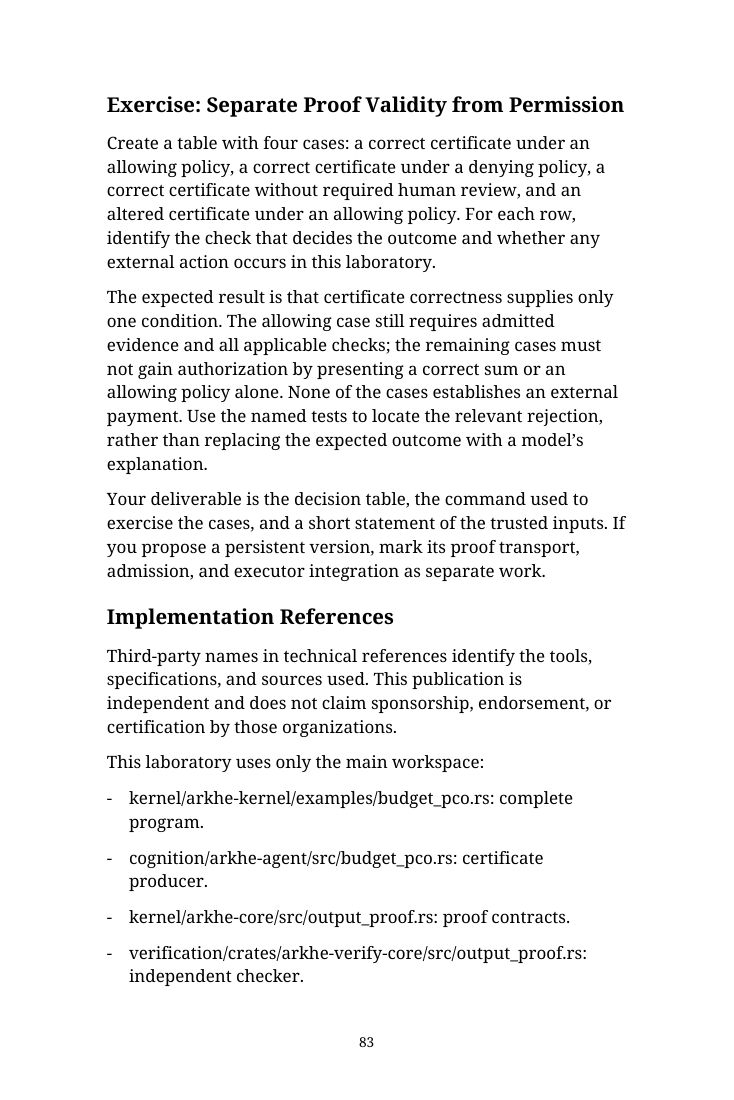 Exercise: Separate Proof Validity from Permission
Create a table with four cases: a correct certificate under an
allowing policy, a correct certificate under a denying policy, a
correct certificate without required human review, and an
altered certificate under an allowing policy. For each row,
identify the check that decides the outcome and whether any
external action occurs in this laboratory.
The expected result is that certificate correctness supplies only
one condition. The allowing case still requires admitted
evidence and all applicable checks; the remaining cases must
not gain authorization by presenting a correct sum or an
allowing policy alone. None of the cases establishes an external
payment. Use the named tests to locate the relevant rejection,
rather than replacing the expected outcome with a model’s
explanation.
Your deliverable is the decision table, the command used to
exercise the cases, and a short statement of the trusted inputs. If
you propose a persistent version, mark its proof transport,
admission, and executor integration as separate work.
Implementation References
Third-party names in technical references identify the tools,
specifications, and sources used. This publication is
independent and does not claim sponsorship, endorsement, or
certification by those organizations.
This laboratory uses only the main workspace:
- kernel/arkhe-kernel/examples/budget_pco.rs: complete
program.
- cognition/arkhe-agent/src/budget_pco.rs: certificate
producer.
- kernel/arkhe-core/src/output_proof.rs: proof contracts.
- verification/crates/arkhe-verify-core/src/output_proof.rs:
independent checker.
83